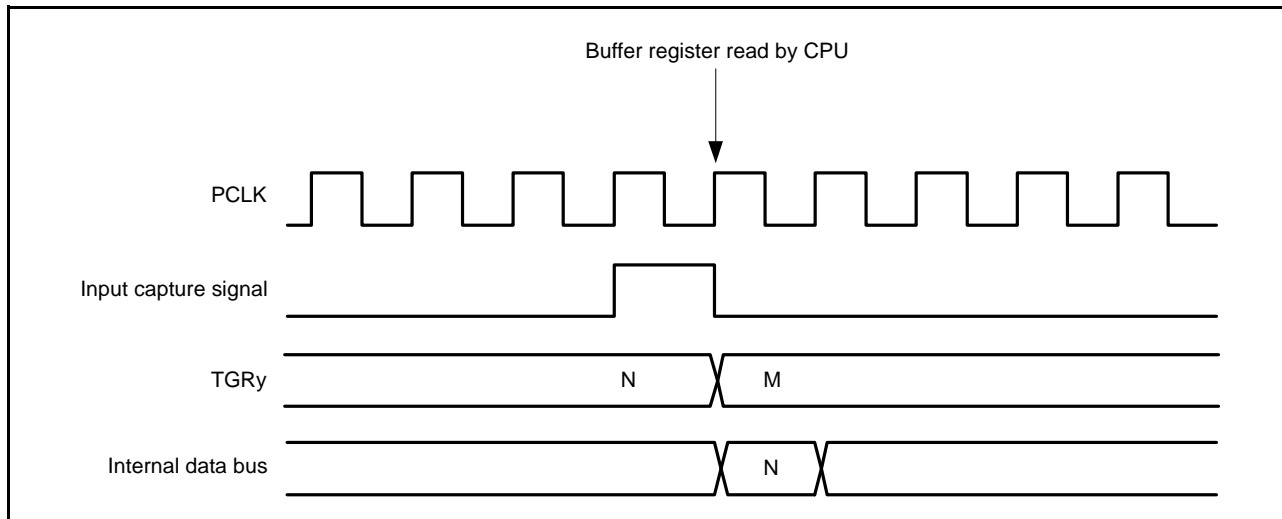 Buffer register read by CPU
PCLK
Input capture signal
TGRy
N
M
Internal data bus
N